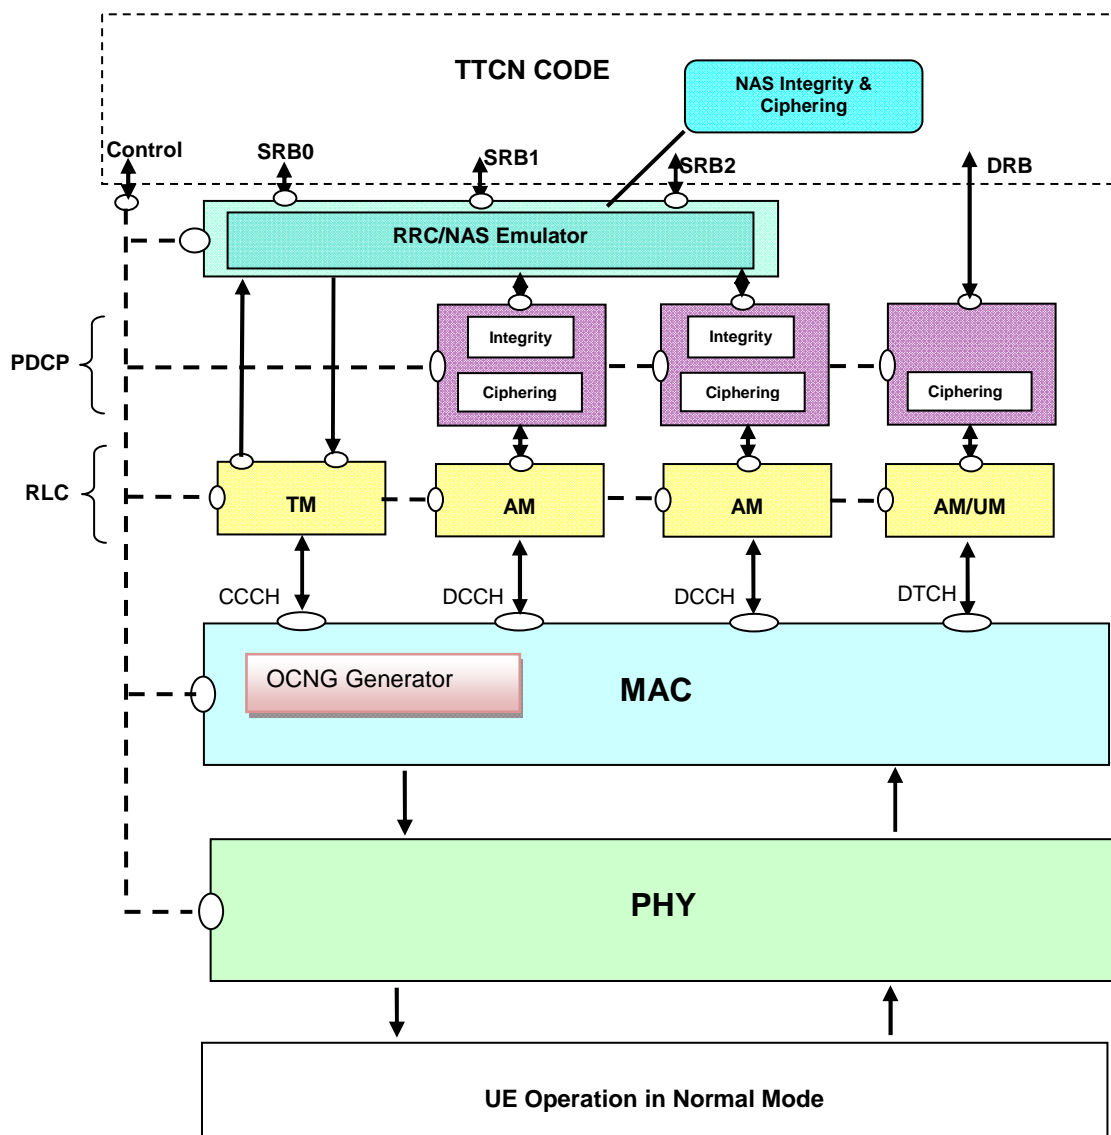 TTCN CODE
NAS Integrity &
Ciphering
Control
SRB0
SRB1
SRB2
DRB
RRC/NAS Emulator
PDCP
Integrity
Ciphering
Integrity
Ciphering
Ciphering
RLC
TM
AM
AM
AM/UM
CCCH
DCCH
DCCH
DTCH
OCNG Generator
MAC
PHY
UE Operation in Normal Mode